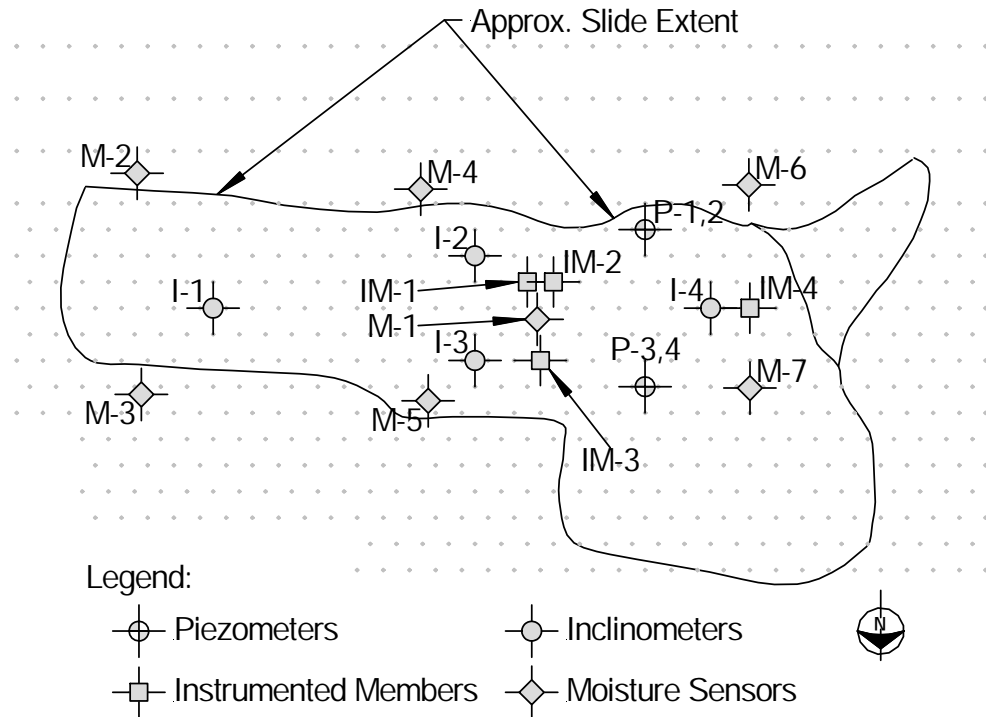 Approx. Slide Extent
M-2
M-4
M-6
P-1,2
I-2
IM-2
IM-1
I-1
I-4
IM-4
M-1
I-3
P-3,4
M-7
M-3
M-5
IM-3
Legend:
Piezometers
Inclinometers
N
Instrumented Members
Moisture Sensors